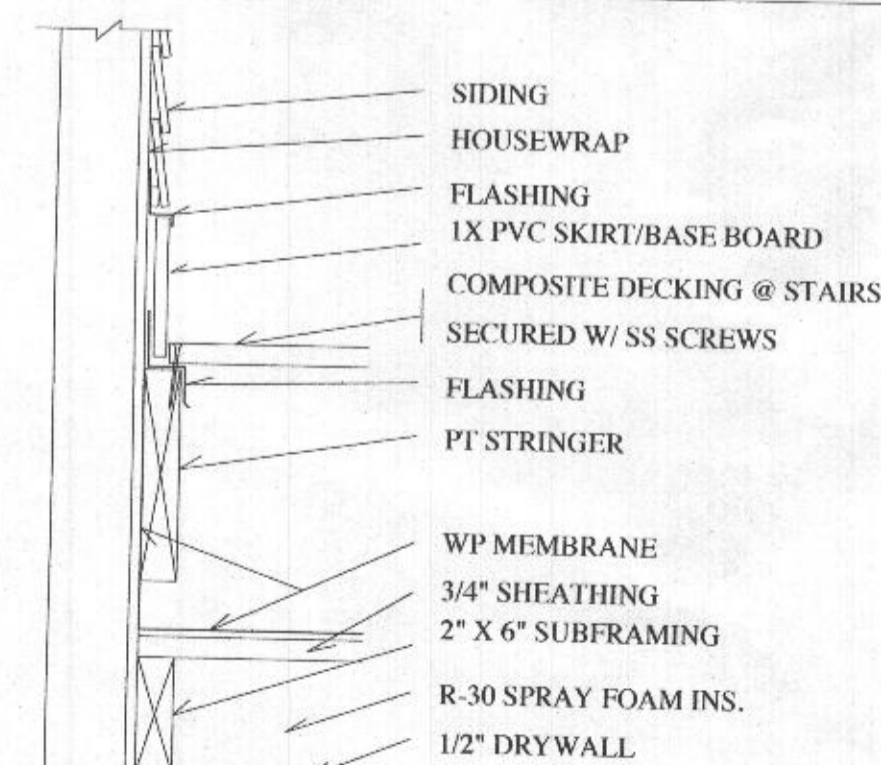 SIDING
HOUSEWRAP
FLASHING
1X PVC SKIRT/BASE BOARD
COMPOSITE DECKING @ STAIRS
SECURED W/ SS SCREWS
FLASHING
PT STRINGER
WP MEMBRANE
3/4" SHEATHING
2" X 6" SUBFRAMING
R-30 SPRAY FOAM INS.
1/2" DRYWALL